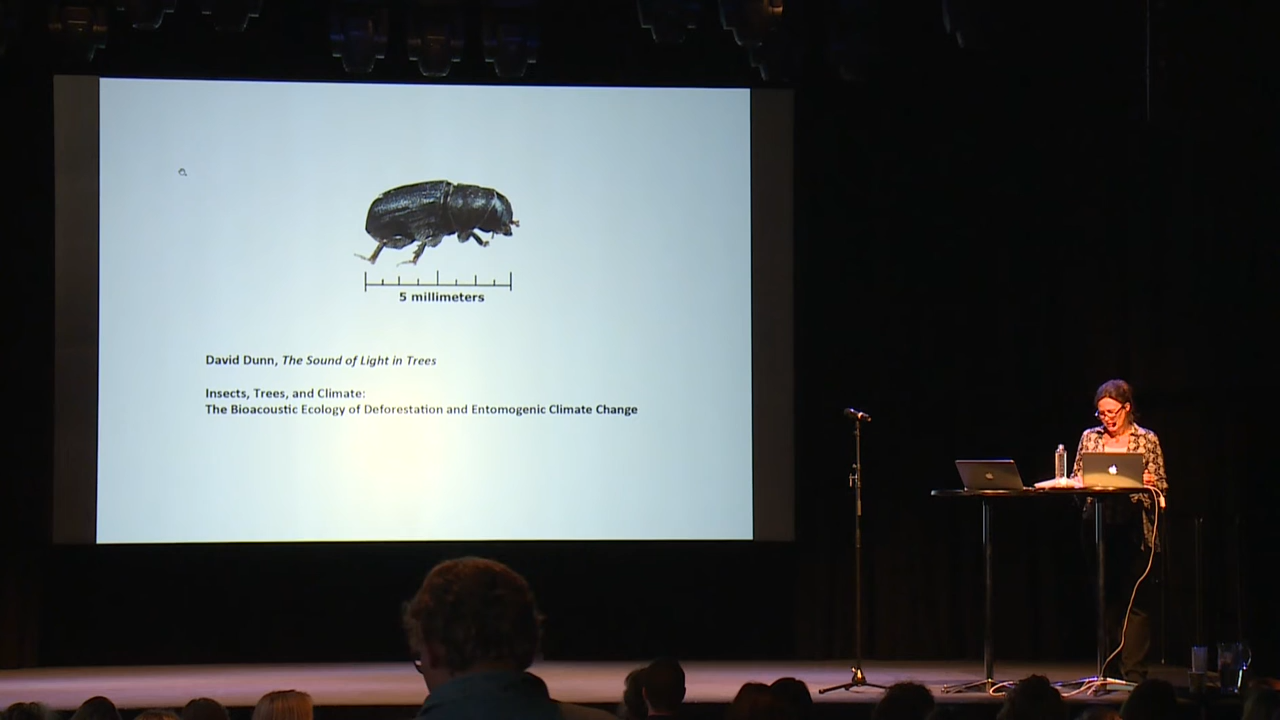 5 millimeters
David Dunn, The Sound of Light in Trees
Insects, Trees, and Climate:
The Bioacoustic Ecology of Deforestation and Entomogenic Climate Change